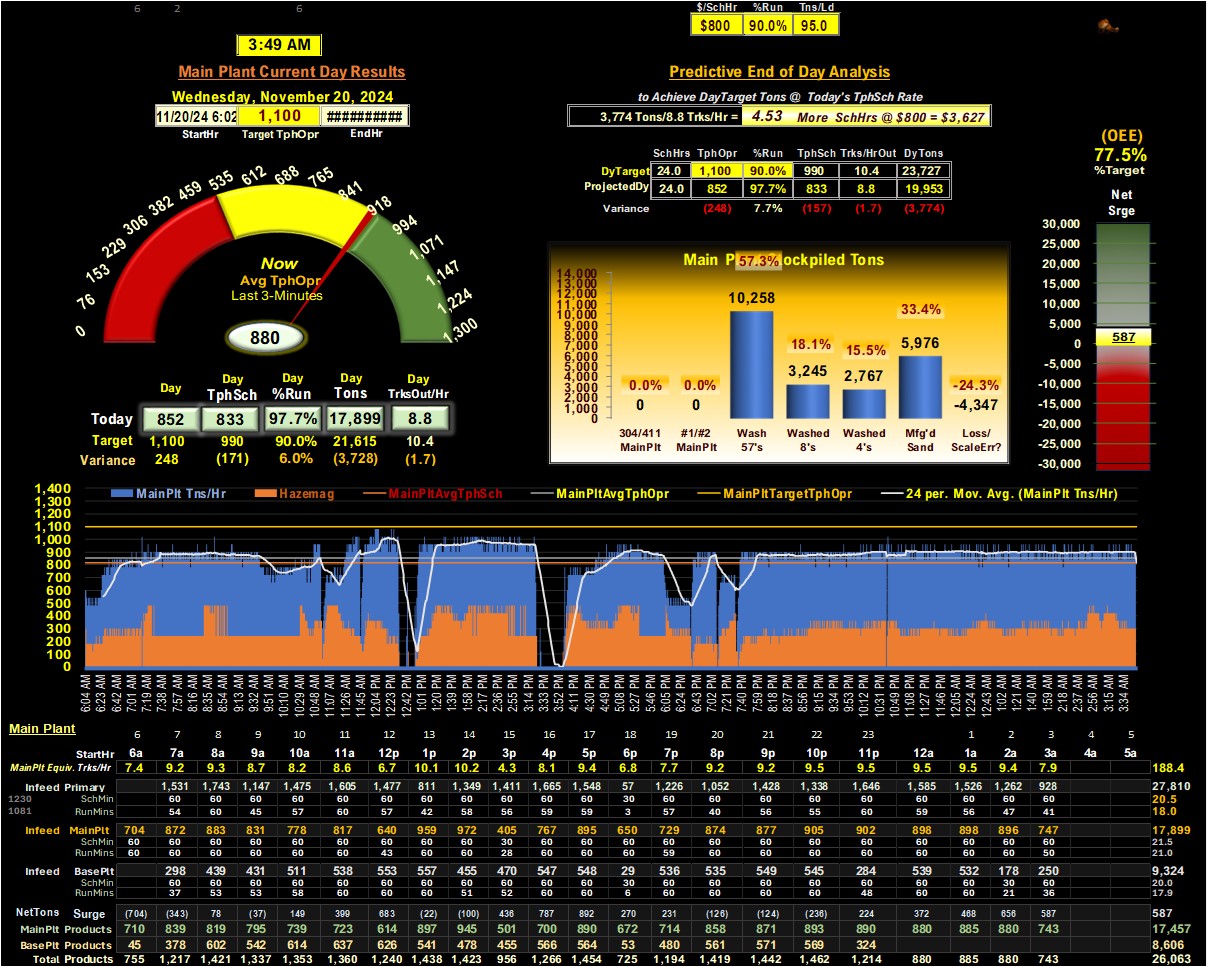 6 2 6
$/SchHr %Run Tns/Ld
$800 90.0% 95.0
3:49 AM
Main Plant Current Day Results
Wednesday, November 20, 2024
11/20/24 6:02 1,100 ##########
StartHr Target TphOpr EndHr
Predictive End of Day Analysis
to Achieve DayTarget Tons @ Today's TphSch Rate
3,774 Tons/8.8 Trks/Hr = 4.53 More SchHrs @ $800 = $3,627
SchHrs TphOpr %Run TphSch Trks/HrOut DyTons
DyTarget 24.0 1,100 90.0% 990 10.4 23,727
ProjectedDy 24.0 852 97.7% 833 8.8 19,953
Variance (248) 7.7% (157) (1.7) (3,774)
(OEE)
77.5%
%Target
Net
Srge
30,000
25,000
20,000
15,000
10,000
5,000
0
-5,000
-10,000
-15,000
-20,000
-25,000
-30,000
587
0 76 153 229 306 382 459 535 612 688 765 841 918 994 1,071 1,147 1,224 1,300
Now
Avg TphOpr
Last 3-Minutes
880
Day Day TphSch Day %Run Day Tons Day TrksOut/Hr
Today 852 833 97.7% 17,899 8.8
Target 1,100 990 90.0% 21,615 10.4
Variance 248 (171) 6.0% (3,728) (1.7)
Main P 57.3% ockpiled Tons
14,000
13,000
12,000
11,000
10,000
9,000
8,000
7,000
6,000
5,000
4,000
3,000
2,000
1,000
0
0.0% 0.0% 18.1% 15.5% 33.4% -24.3%
0 0 10,258 3,245 2,767 5,976 -4,347
304/411 #1/#2 Wash Washed Washed Mfg'd Loss/
MainPlt MainPlt 57's 8's 4's Sand ScaleErr?
MainPlt Tns/Hr Hazemag MainPltAvgTphSch MainPltAvgTphOpr MainPltTargetTphOpr 24 per. Mov. Avg. (MainPlt Tns/Hr)
1,400
1,300
1,200
1,100
1,000
900
800
700
600
500
400
300
200
100
0
6:04 AM 6:23 AM 6:42 AM 7:01 AM 7:19 AM 7:38 AM 7:57 AM 8:16 AM 8:35 AM 8:54 AM 9:13 AM 9:32 AM 9:51 AM 10:10 AM 10:29 AM 10:48 AM 11:07 AM 11:26 AM 11:45 AM 12:04 PM 12:23 PM 12:42 PM 1:01 PM 1:20 PM 1:39 PM 2:17 PM 2:36 PM 2:55 PM 3:14 PM 3:33 PM 3:52 PM 4:11 PM 4:30 PM 4:49 PM 5:08 PM 5:27 PM 5:46 PM 6:05 PM 6:43 PM 7:02 PM 7:21 PM 7:40 PM 7:59 PM 8:18 PM 8:37 PM 8:56 PM 9:15 PM 9:34 PM 9:53 PM 10:12 PM 10:31 PM 11:08 PM 11:27 PM 11:46 PM 12:05 AM 12:24 AM 12:43 AM 1:02 AM 1:21 AM 1:40 AM 1:59 AM 2:18 AM 2:37 AM 2:56 AM 3:15 AM 3:34 AM
Main Plant
6 7 8 9 10 11 12 13 14 15 16 17 18 19 20 21 22 23 1 2 3 4 5
StartHr 6a 7a 8a 9a 10a 11a 12p 1p 2p 3p 4p 5p 6p 7p 8p 9p 10p 11p 12a 1a 2a 3a 4a 5a
MainPlt Equiv. Trks/Hr 7.4 9.2 9.3 8.7 8.2 8.6 6.7 10.1 10.2 4.3 8.1 9.4 6.8 7.7 9.2 9.2 9.5 9.5 9.5 9.5 9.4 7.9 188.4
Infeed Primary 1,531 1,743 1,147 1,475 1,605 1,477 811 1,349 1,411 1,665 1,548 57 1,226 1,052 1,428 1,338 1,646 1,585 1,526 1,262 928 27,810
1230 SchMin 60 60 60 60 60 60 60 60 60 60 60 30 60 60 60 60 60 60 60 60 60 20.5
1081 RunMins 54 60 45 57 60 57 42 58 56 59 59 3 57 40 56 55 60 59 56 47 51 18.0
Infeed MainPlt 704 872 883 831 778 817 640 959 972 405 767 895 650 729 874 877 905 902 898 898 896 747 17,899
SchMin 60 60 60 60 60 60 60 60 60 30 60 60 60 60 60 60 60 60 60 60 60 60 21.5
RunMins 60 60 60 60 60 60 43 60 60 28 60 60 60 60 60 60 60 60 60 60 60 50 21.0
Infeed BasePlt 298 439 431 511 538 553 557 455 470 547 548 29 536 535 549 545 284 539 532 178 250 9,324
SchMin 60 60 60 60 60 60 60 60 60 60 60 30 60 60 60 60 60 60 60 30 60 20.0
RunMins 37 53 53 58 60 60 60 51 52 60 60 6 60 60 60 60 48 60 60 21 36 17.9
NetTons Surge (704) (343) 78 (37) 149 399 683 (22) (100) 436 787 892 270 231 (126) (124) (236) 224 372 468 656 587 587
MainPlt Products 710 839 819 795 739 723 614 897 945 501 700 890 672 714 858 871 893 890 880 885 880 743 17,457
BasePlt Products 45 378 602 542 614 637 626 541 478 455 566 564 53 480 561 571 569 324 8,606
Total Products 755 1,217 1,421 1,337 1,353 1,360 1,240 1,438 1,423 956 1,266 1,454 725 1,194 1,419 1,442 1,462 1,214 880 885 880 743 26,063